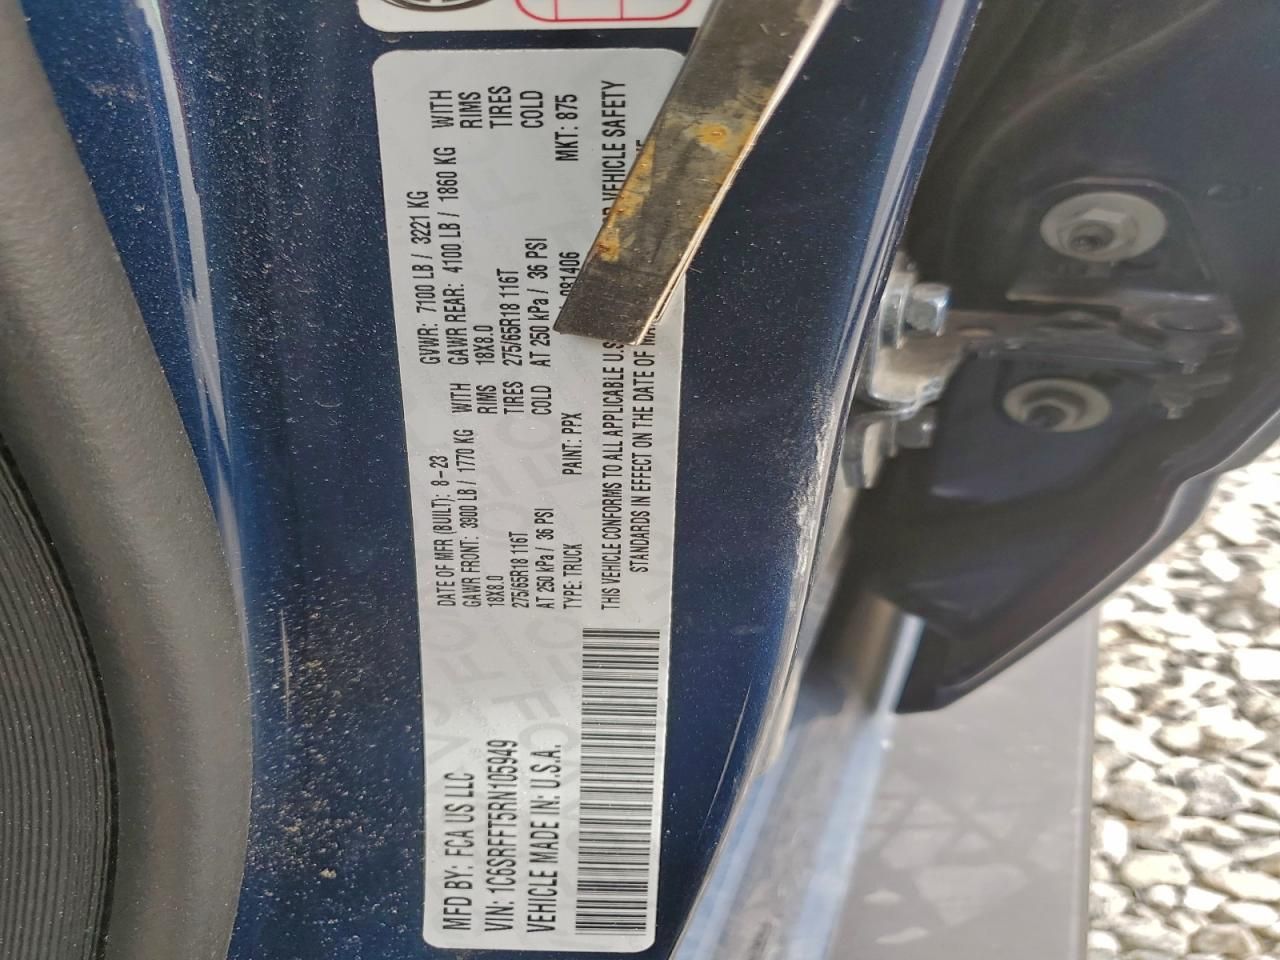 MFD BY: FCA US LLC
VIN: 1C6SRFFT5RN105949
VEHICLE MADE IN: U.S.A.
DATE OF MFR (BUILT): 8-23
GAWR FRONT: 3900 LB / 1770 KG WITH
18X8.0 RIMS
275/65R18 116T TIRES
AT 250 kPa / 36 PSI COLD
GVWR: 7100 LB / 3221 KG
GAWR REAR: 4100 LB / 1860 KG WITH
18X8.0 RIMS
275/65R18 116T TIRES
AT 250 kPa / 36 PSI COLD
TYPE: TRUCK PAINT: PPX 081406 MKT: 875
THIS VEHICLE CONFORMS TO ALL APPLICABLE VEHICLE SAFETY
STANDARDS IN EFFECT ON THE DATE OF